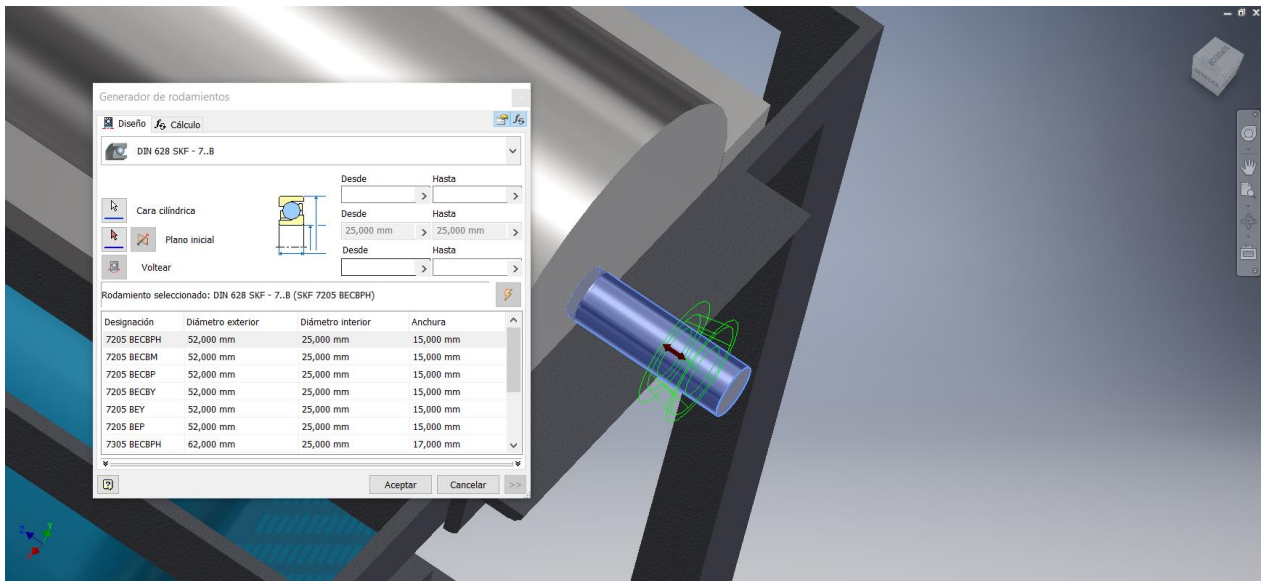 Generador de rodamientos
Diseño fG Cálculo
DIN 628 SKF - 7..B
Desde Hasta
Cara cilíndrica
Desde Hasta
25,000 mm 25,000 mm
Plano inicial
Desde Hasta
Voltear
Rodamiento seleccionado: DIN 628 SKF - 7..B (SKF 7205 BECBPH)
Designación Diámetro exterior Diámetro interior Anchura
7205 BECBPH 52,000 mm 25,000 mm 15,000 mm
7205 BECBM 52,000 mm 25,000 mm 15,000 mm
7205 BECBP 52,000 mm 25,000 mm 15,000 mm
7205 BECBY 52,000 mm 25,000 mm 15,000 mm
7205 BEY 52,000 mm 25,000 mm 15,000 mm
7205 BEP 52,000 mm 25,000 mm 15,000 mm
7305 BECBPH 62,000 mm 25,000 mm 17,000 mm
Aceptar Cancelar >>
Z Y